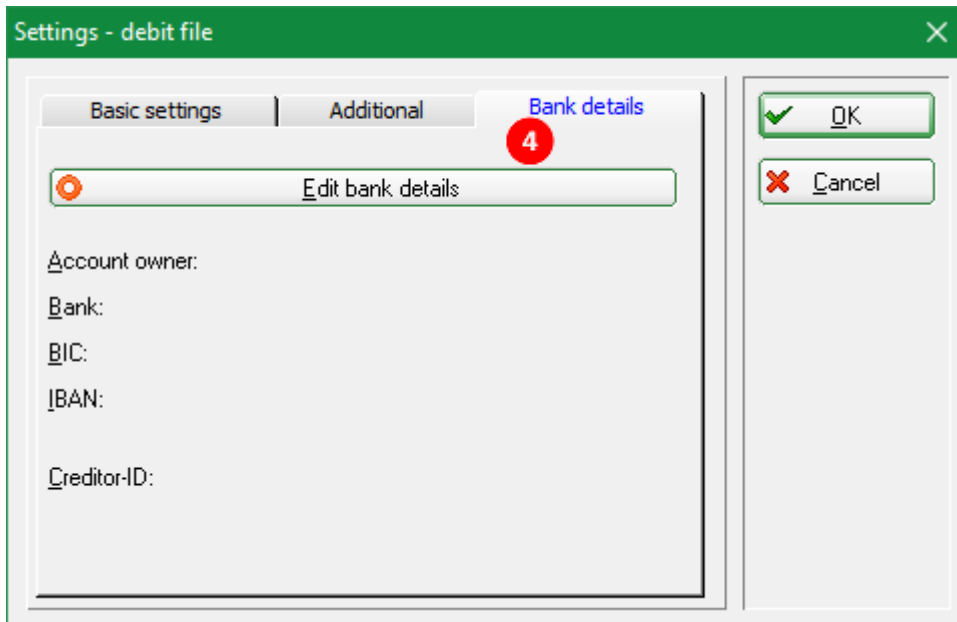 Settings - debit file
Basic settings
Additional
Bank details
4
Edit bank details
Account owner:
Bank:
BIC:
IBAN:
Creditor-ID:
OK
Cancel